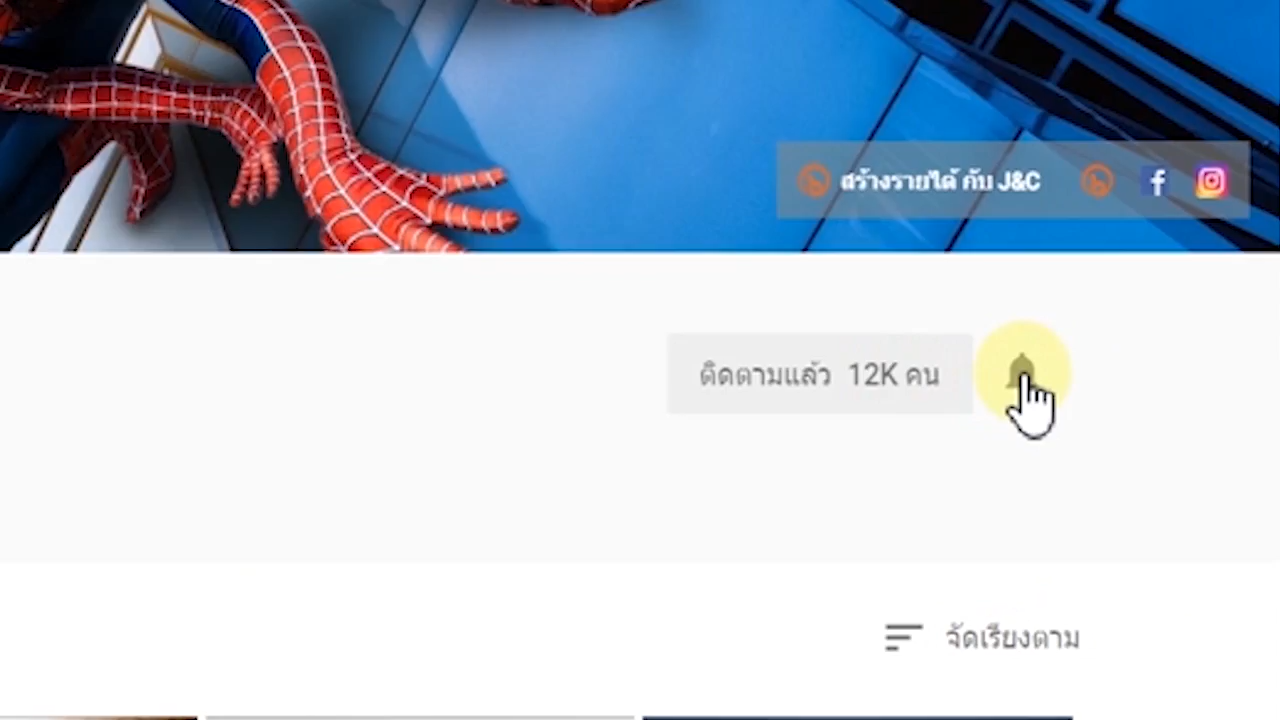 สร้างรายได้ กับ J&C
ติดตามแล้ว 12K คน
จัดเรียงตาม